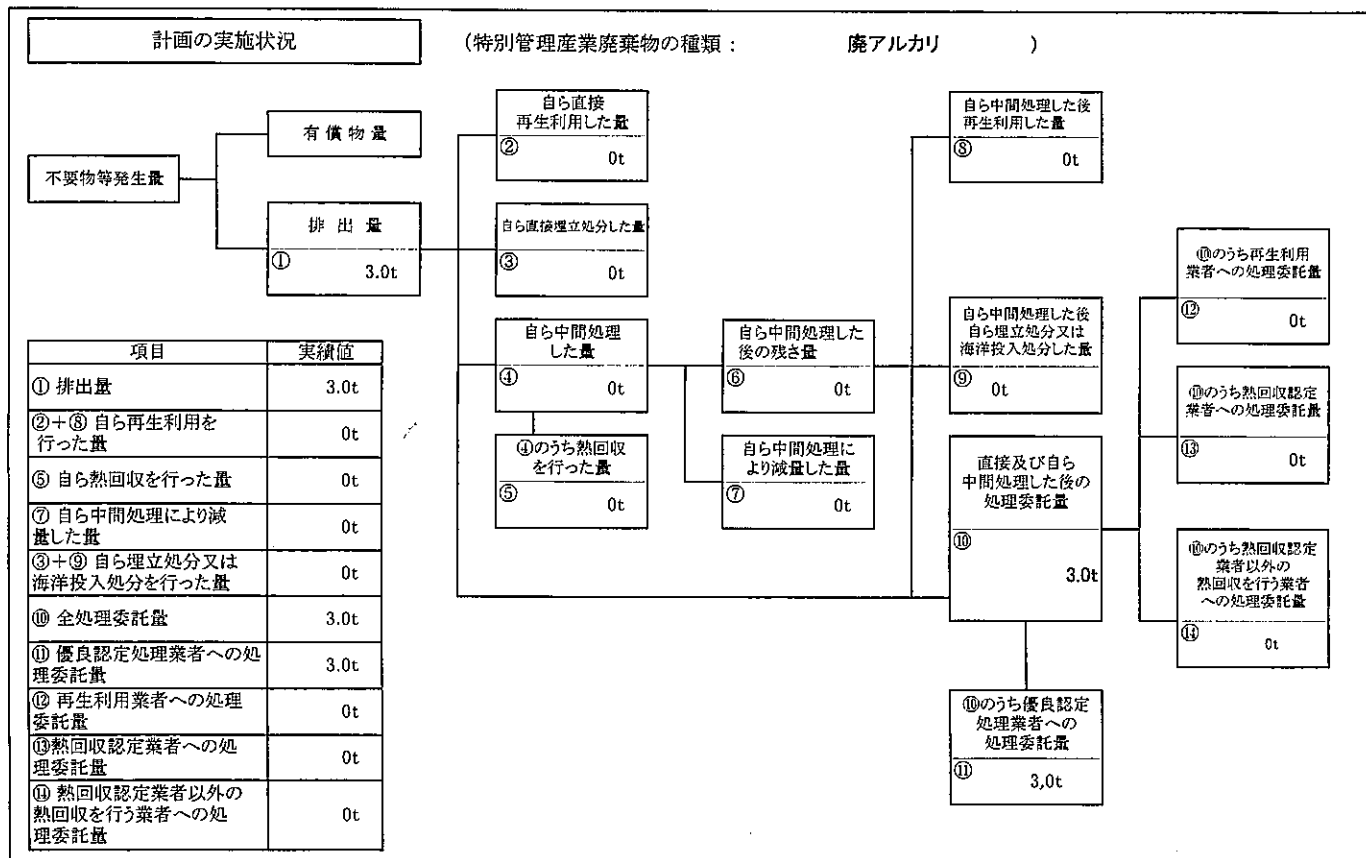 計画の実施状況
(特別管理産業廃棄物の種類： 廃アルカリ )
不要物等発生量
有償物量
排出量
① 3.0t
自ら直接
再生利用した量
② 0t
自ら直接埋立処分した量
③ 0t
自ら中間処理
した量
④ 0t
④のうち熱回収
を行った量
⑤ 0t
自ら中間処理した
後の残さ量
⑥ 0t
自ら中間処理に
より減量した量
⑦ 0t
自ら中間処理した後
再生利用した量
⑧ 0t
自ら中間処理した後
自ら埋立処分又は
海洋投入処分した量
⑨ 0t
直接及び自ら
中間処理した後の
処理委託量
⑩
3.0t
⑩のうち優良認定
処理業者への
処理委託量
⑪ 3,0t
⑩のうち再生利用
業者への処理委託量
⑫ 0t
⑩のうち熱回収認定
業者への処理委託量
⑬ 0t
⑩のうち熱回収認定
業者以外の
熱回収を行う業者
への処理委託量
⑭ 0t
項目 実績値
① 排出量 3.0t
②+⑧ 自ら再生利用を
行った量 0t
⑤ 自ら熱回収を行った量 0t
⑦ 自ら中間処理により減
量した量 0t
③+⑨ 自ら埋立処分又は
海洋投入処分を行った量 0t
⑩ 全処理委託量 3.0t
⑪ 優良認定処理業者への処
理委託量 3.0t
⑫ 再生利用業者への処理
委託量 0t
⑬熱回収認定業者への処
理委託量 0t
⑭ 熱回収認定業者以外の
熱回収を行う業者への処
理委託量 0t